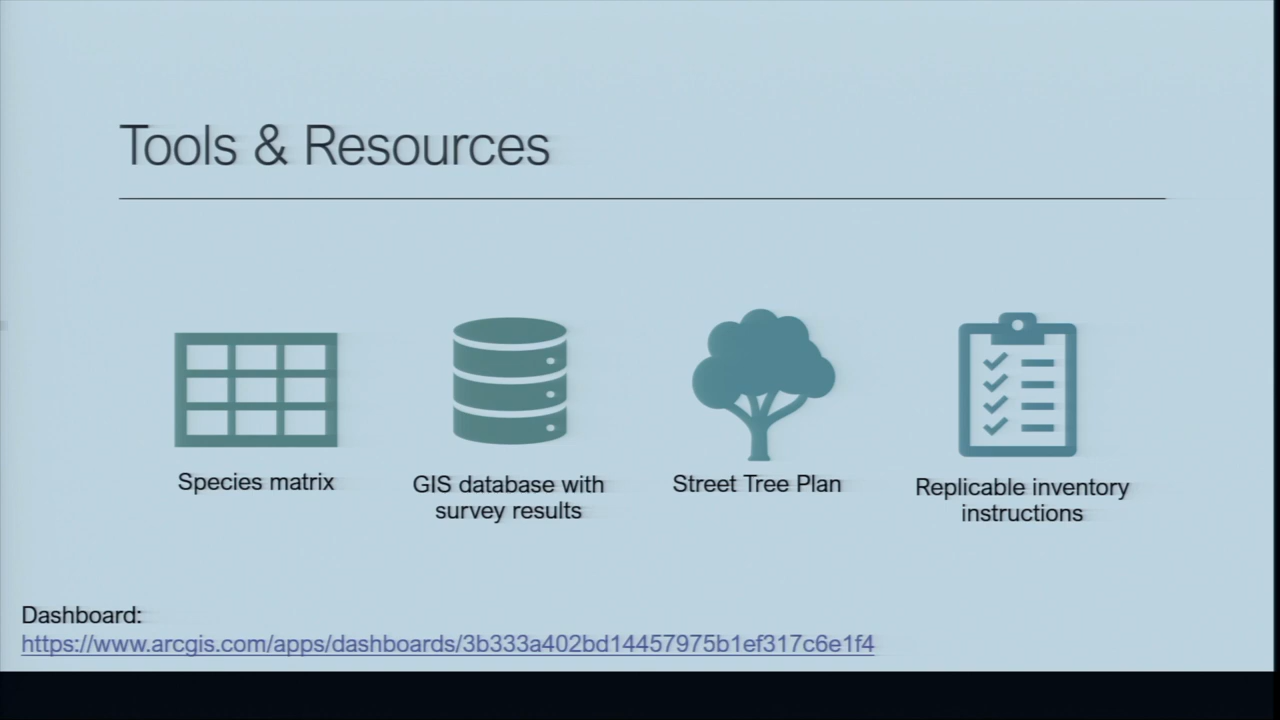 Tools & Resources
Species matrix
GIS database with
survey results
Street Tree Plan
Replicable inventory
instructions
Dashboard:
https://www.arcgis.com/apps/dashboards/3b333a402bd14457975b1ef317c6e1f4